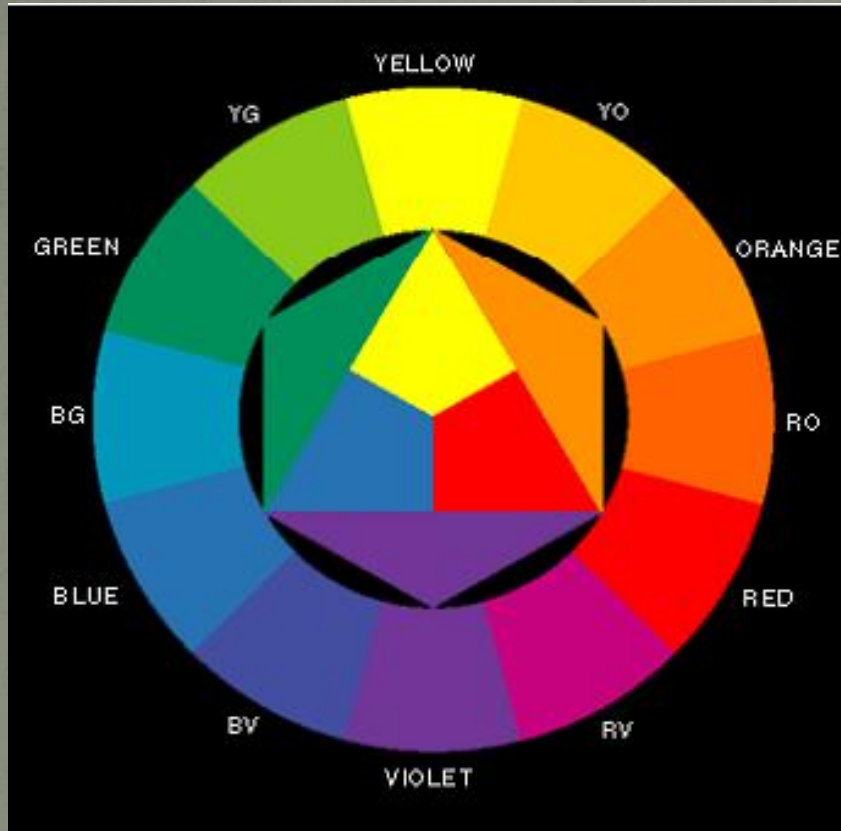 YELLOW
YG
YO
GREEN
ORANGE
BG
RO
BLUE
RED
BV
RV
VIOLET